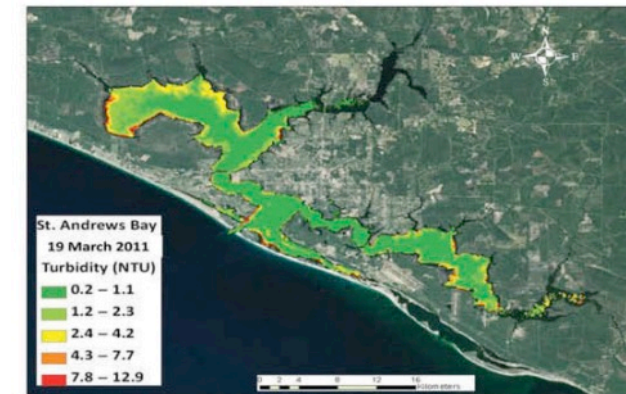 N
W E
S
St. Andrews Bay
19 March 2011
Turbidity (NTU)
0.2 – 1.1
1.2 – 2.3
2.4 – 4.2
4.3 – 7.7
7.8 – 12.9
0 2 4 8 12 16
Kilometers